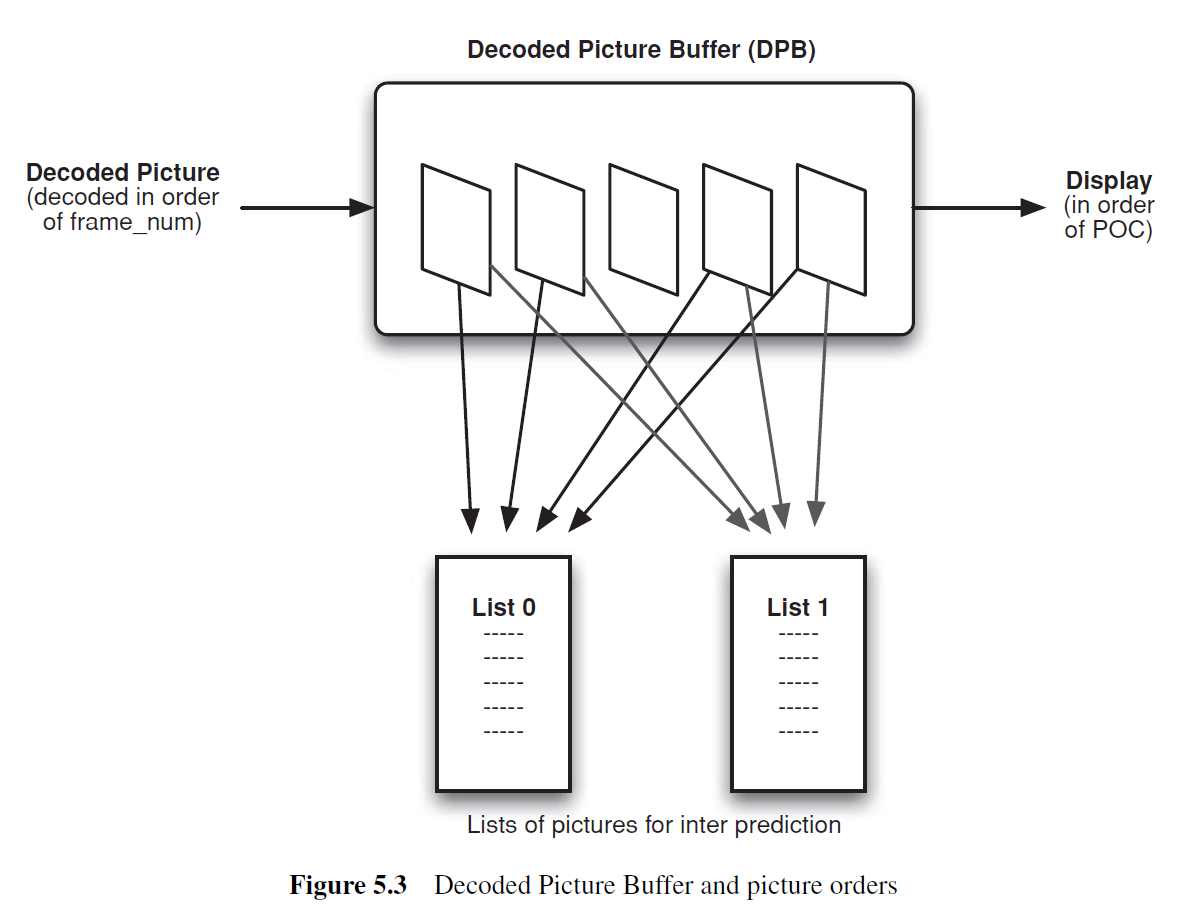 Decoded Picture Buffer (DPB)
Decoded Picture
(decoded in order
of frame_num)
Display
(in order
of POC)
List 0
-----
-----
-----
-----
-----
List 1
-----
-----
-----
-----
-----
Lists of pictures for inter prediction
Figure 5.3 Decoded Picture Buffer and picture orders